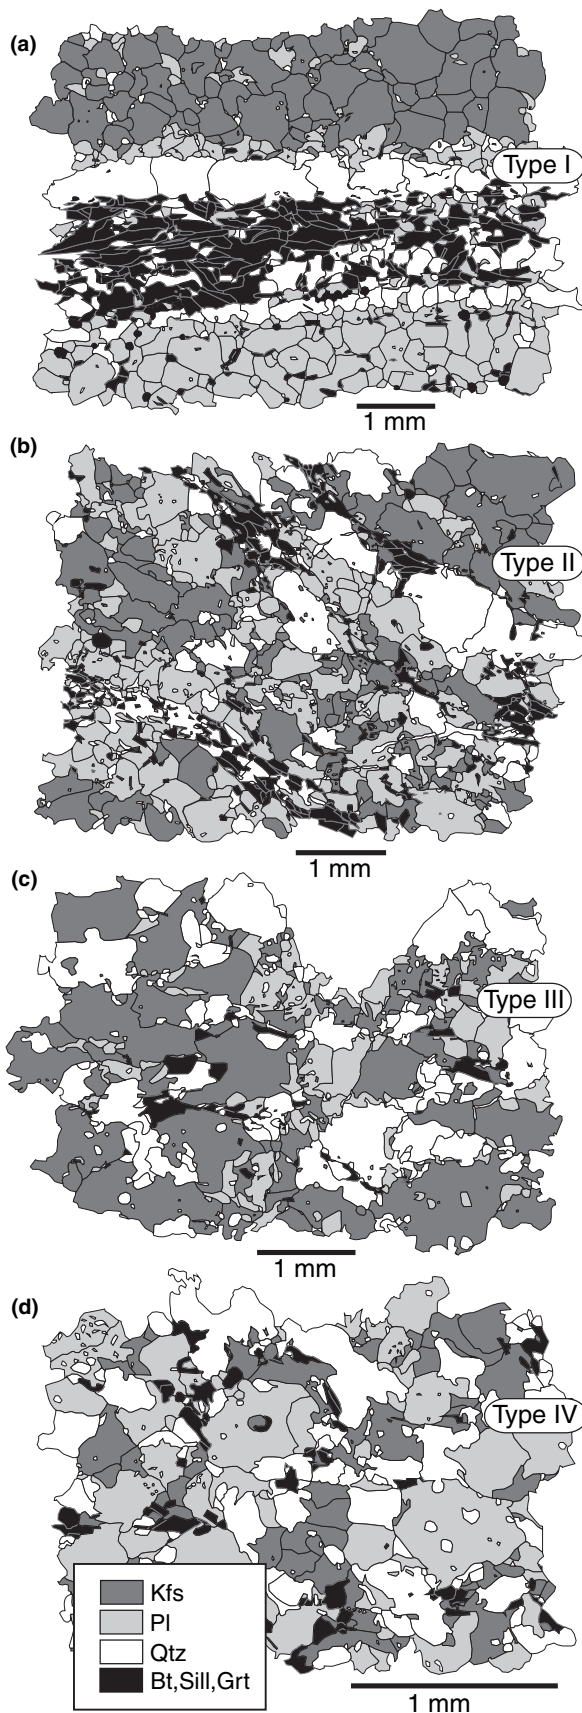 (a)
Type I
1 mm
(b)
Type II
1 mm
(c)
Type III
1 mm
(d)
Type IV
Kfs
Pl
Qtz
Bt,Sill,Grt
1 mm